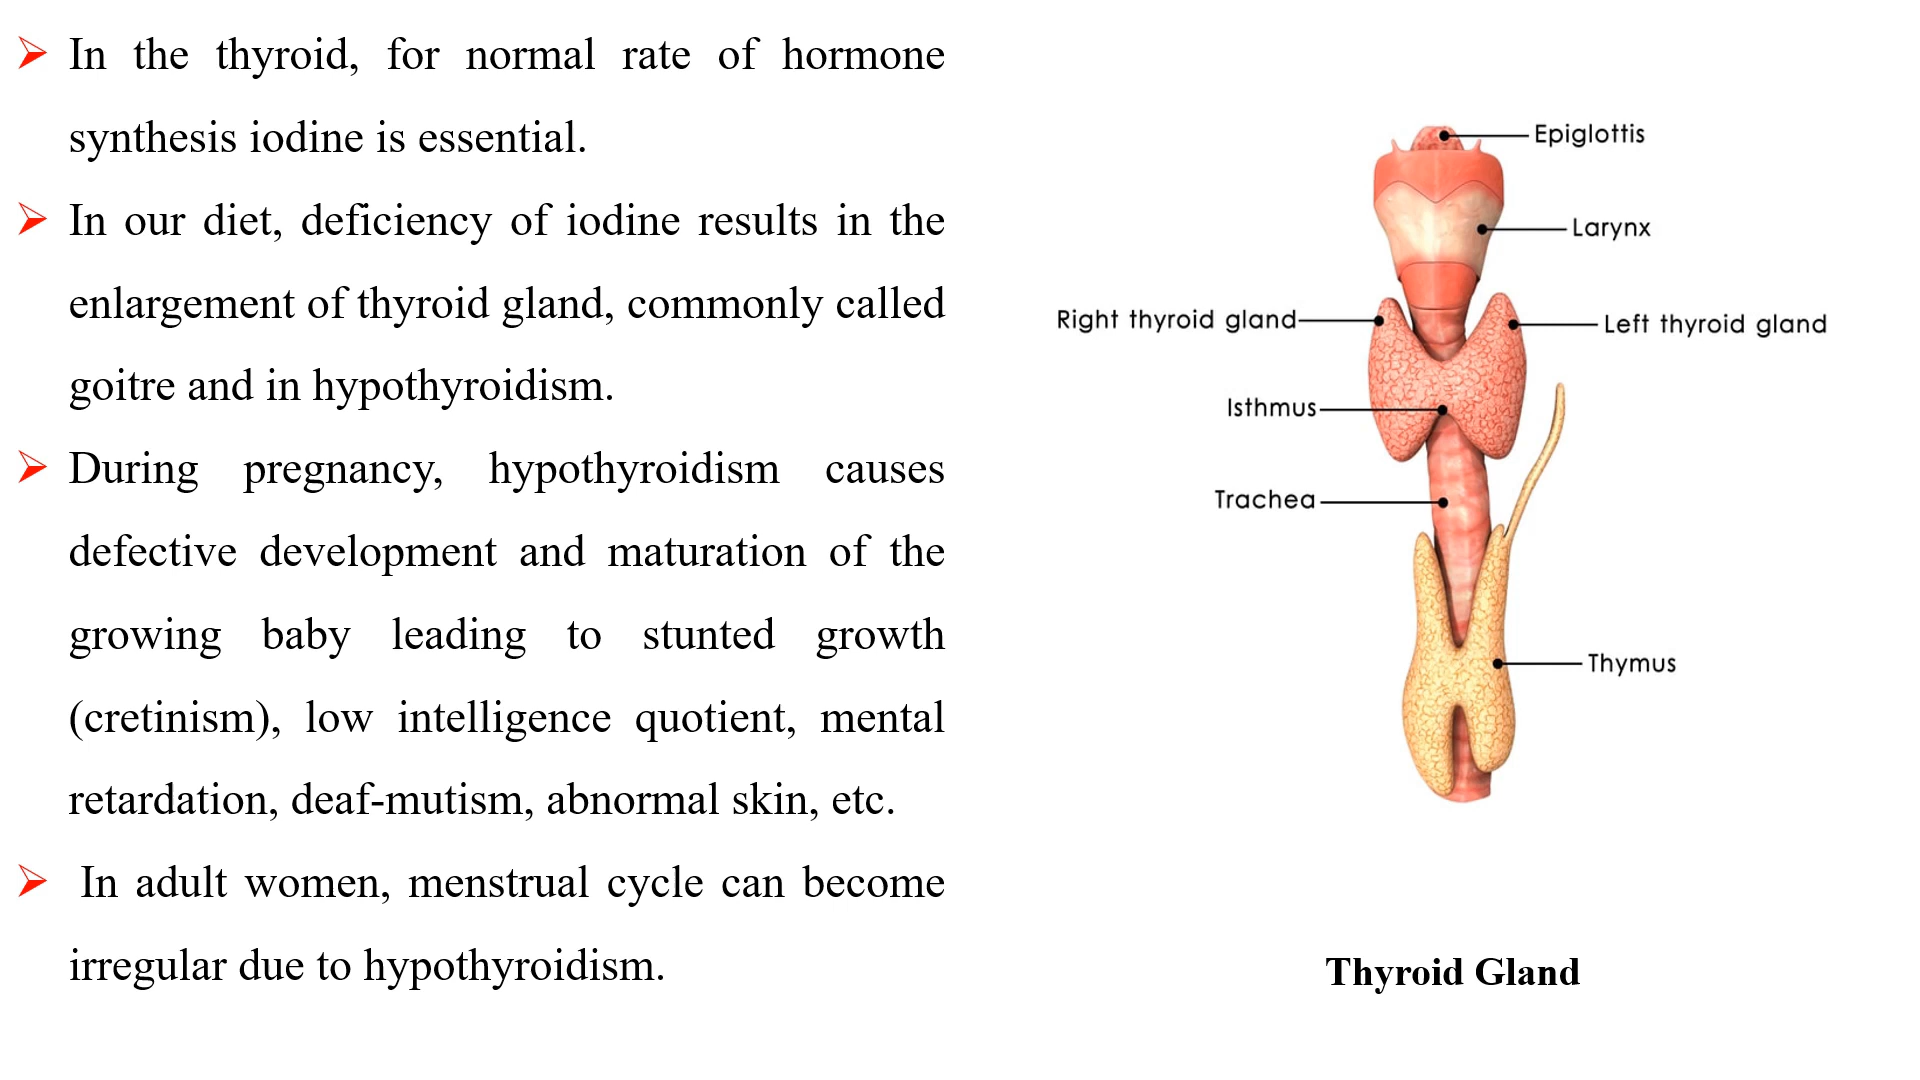 In the thyroid, for normal rate of hormone
synthesis iodine is essential.
In our diet, deficiency of iodine results in the
enlargement of thyroid gland, commonly called
goitre and in hypothyroidism.
During pregnancy, hypothyroidism causes
defective development and maturation of the
growing baby leading to stunted growth
(cretinism), low intelligence quotient, mental
retardation, deaf-mutism, abnormal skin, etc.
In adult women, menstrual cycle can become
irregular due to hypothyroidism.
Epiglottis
Larynx
Right thyroid gland
Left thyroid gland
Isthmus
Trachea
Thymus
Thyroid Gland